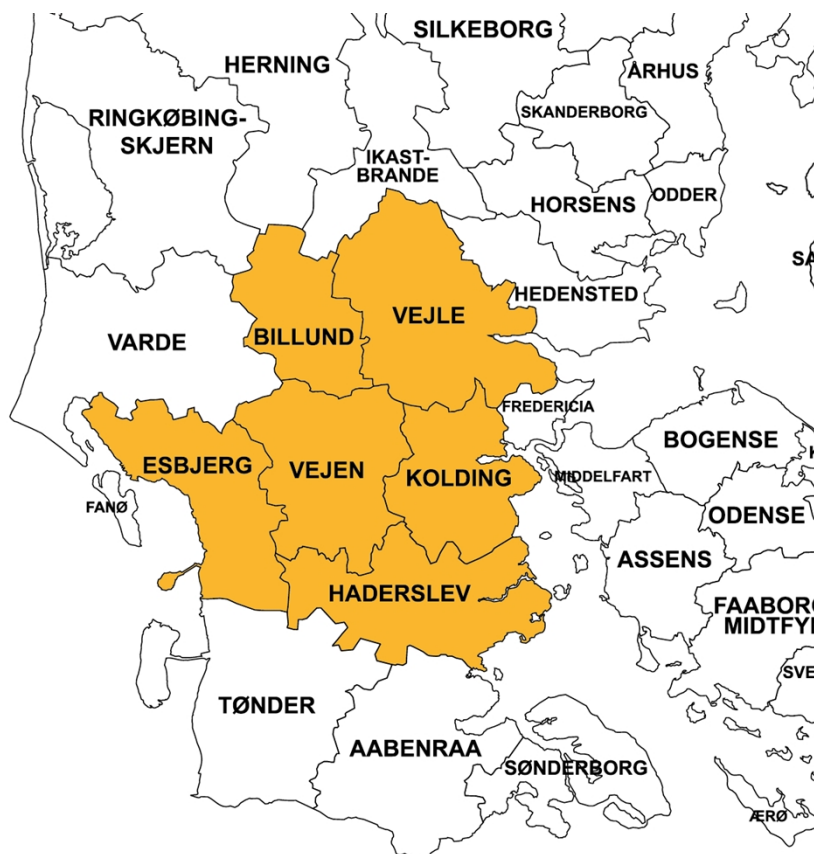 SILKEBORG
HERNING
ÅRHUS
SKANDERBORG
RINGKØBING-
SKJERN
IKAST-
BRANDE
HORSENS
ODDER
SA
HEDENSTED
VEJLE
BILLUND
VARDE
FREDERICIA
BOGENSE
ESBJERG
VEJEN
KOLDING
MIDDELFART
FANØ
ODENSE
ASSENS
HADERSLEV
FAABORG
MIDTFY
SVE
TØNDER
AABENRAA
SØNDERBORG
ÆRØ